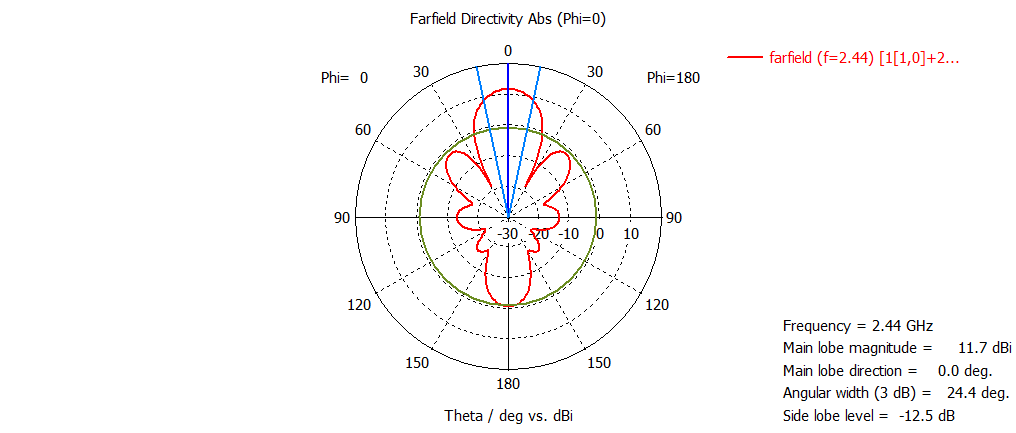 Farfield Directivity Abs (Phi=0)
farfield (f=2.44) [1[1,0]+2...
0
Phi= 0
30
30
Phi=180
60
60
90
-30
-20
-10
0
10
90
120
120
150
150
180
Theta / deg vs. dBi
Frequency = 2.44 GHz
Main lobe magnitude = 11.7 dBi
Main lobe direction = 0.0 deg.
Angular width (3 dB) = 24.4 deg.
Side lobe level = -12.5 dB